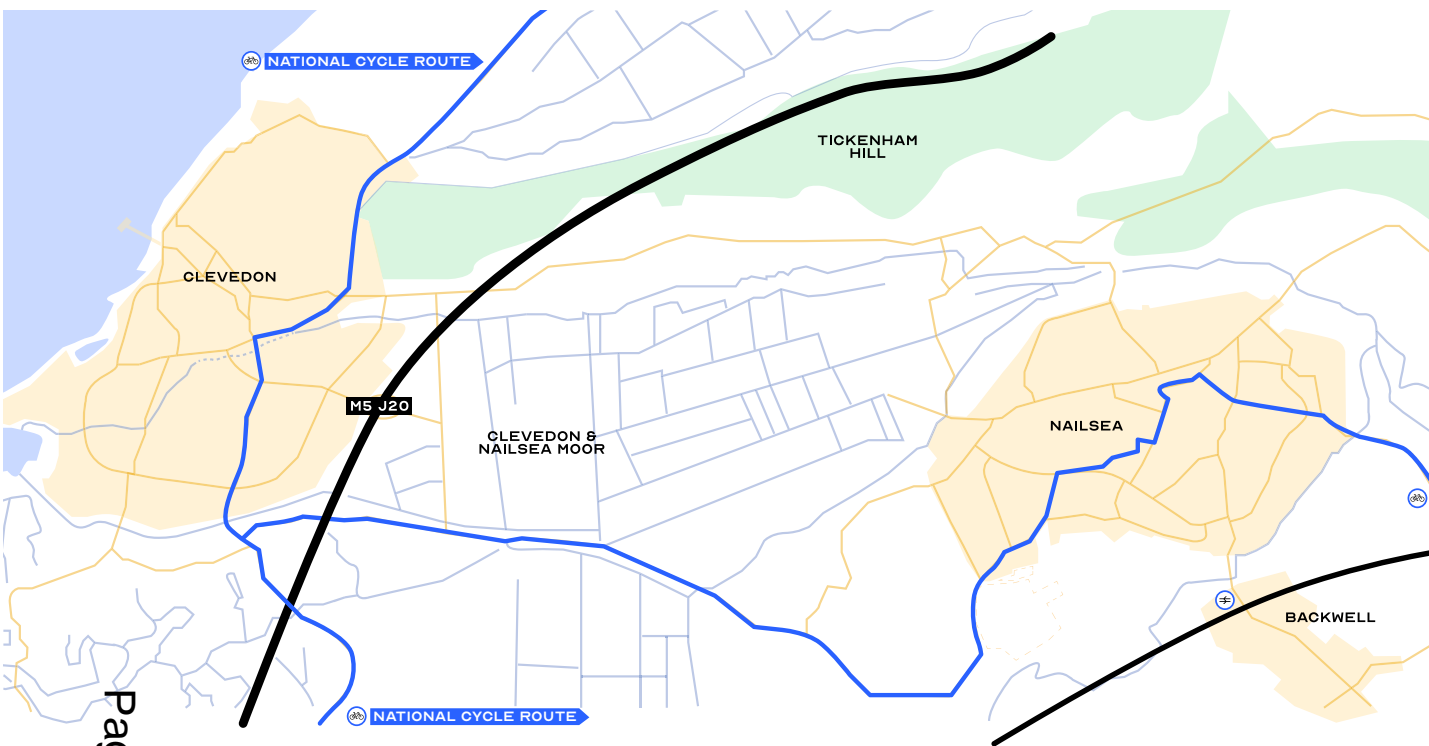 NATIONAL CYCLE ROUTE
TICKENHAM
HILL
CLEVEDON
M5 J20
CLEVEDON &
NAILSEA MOOR
NAILSEA
BACKWELL
NATIONAL CYCLE ROUTE